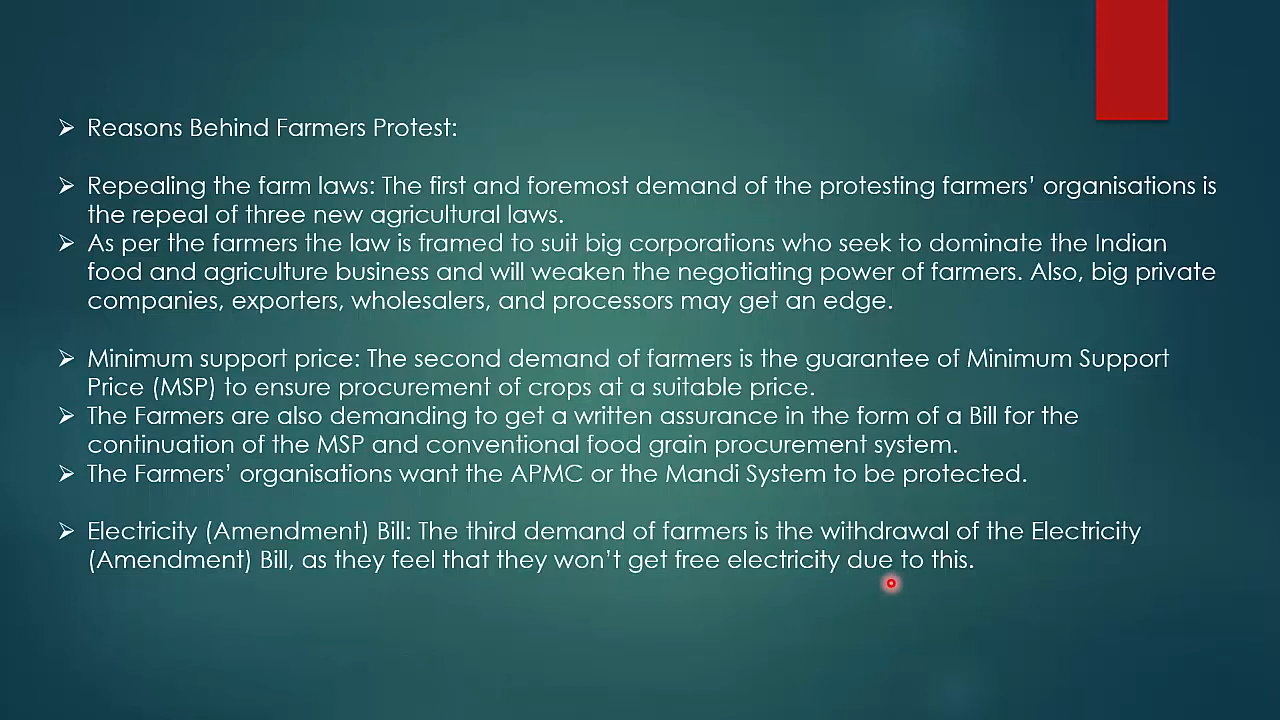 ➢ Reasons Behind Farmers Protest:
➢ Repealing the farm laws: The first and foremost demand of the protesting farmers’ organisations is
the repeal of three new agricultural laws.
➢ As per the farmers the law is framed to suit big corporations who seek to dominate the Indian
food and agriculture business and will weaken the negotiating power of farmers. Also, big private
companies, exporters, wholesalers, and processors may get an edge.
➢ Minimum support price: The second demand of farmers is the guarantee of Minimum Support
Price (MSP) to ensure procurement of crops at a suitable price.
➢ The Farmers are also demanding to get a written assurance in the form of a Bill for the
continuation of the MSP and conventional food grain procurement system.
➢ The Farmers’ organisations want the APMC or the Mandi System to be protected.
➢ Electricity (Amendment) Bill: The third demand of farmers is the withdrawal of the Electricity
(Amendment) Bill, as they feel that they won’t get free electricity due to this.